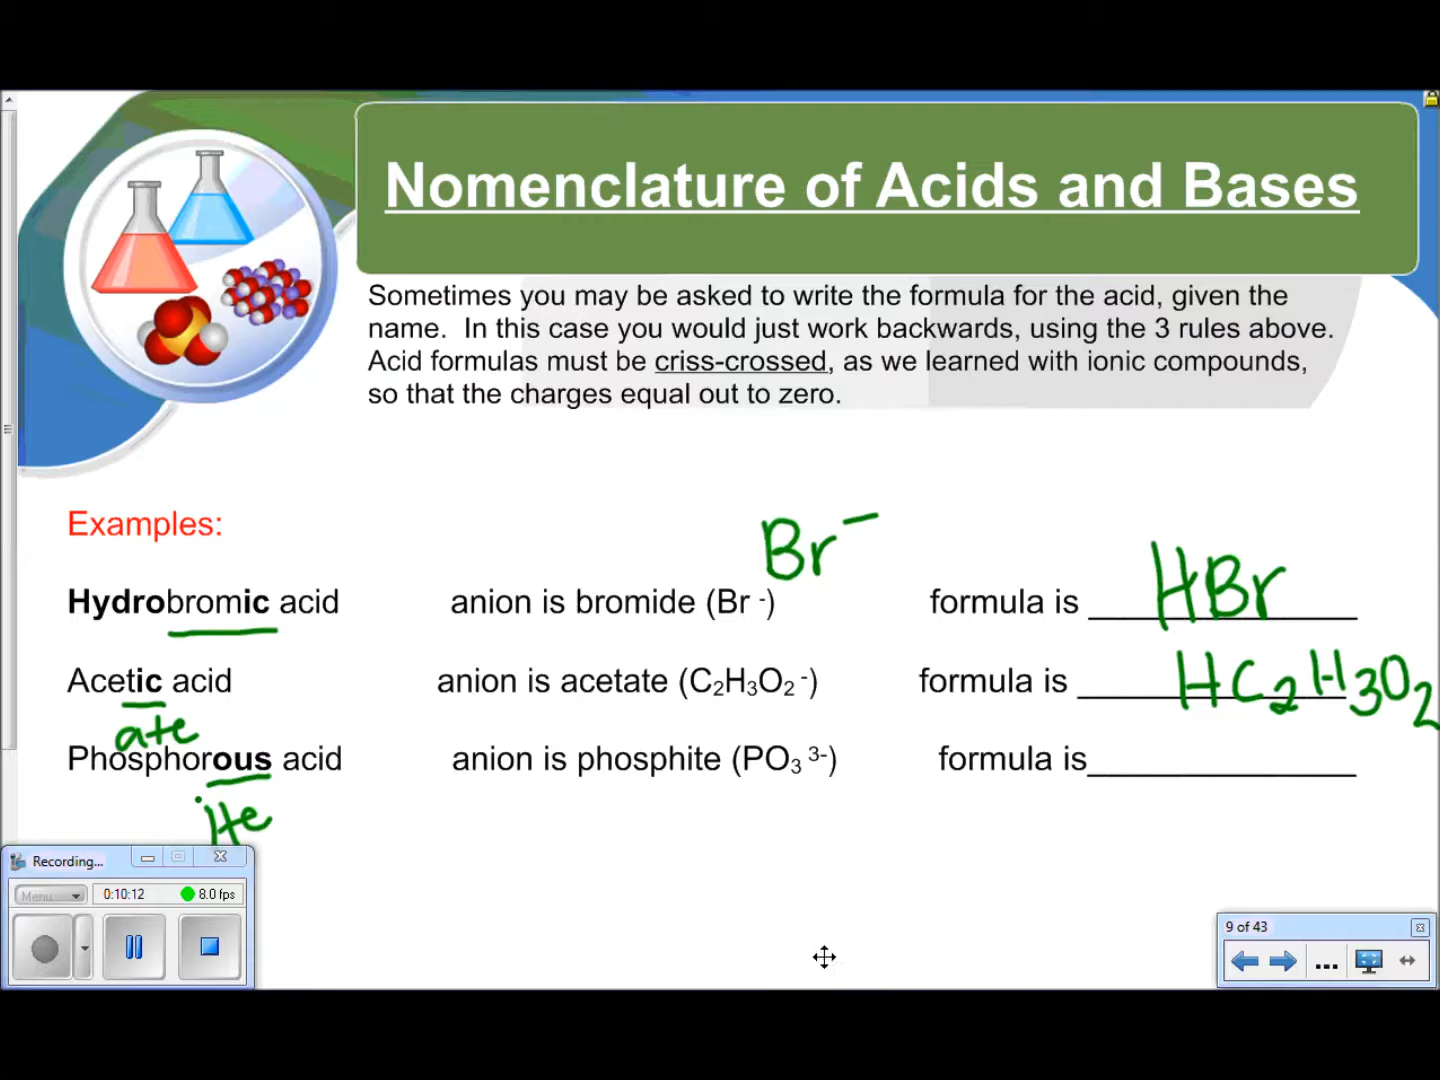 Nomenclature of Acids and Bases
Sometimes you may be asked to write the formula for the acid, given the
name. In this case you would just work backwards, using the 3 rules above.
Acid formulas must be criss-crossed, as we learned with ionic compounds,
so that the charges equal out to zero.
Examples:
Br⁻
Hydrobromic acid anion is bromide (Br ⁻) formula is HBr
Acetic acid anion is acetate (C₂H₃O₂ ⁻) formula is HC₂H₃O₂
ate
Phosphorous acid anion is phosphite (PO₃ ³⁻) formula is
ite
Recording...
Menu 0:10:12 8.0 fps
9 of 43
...